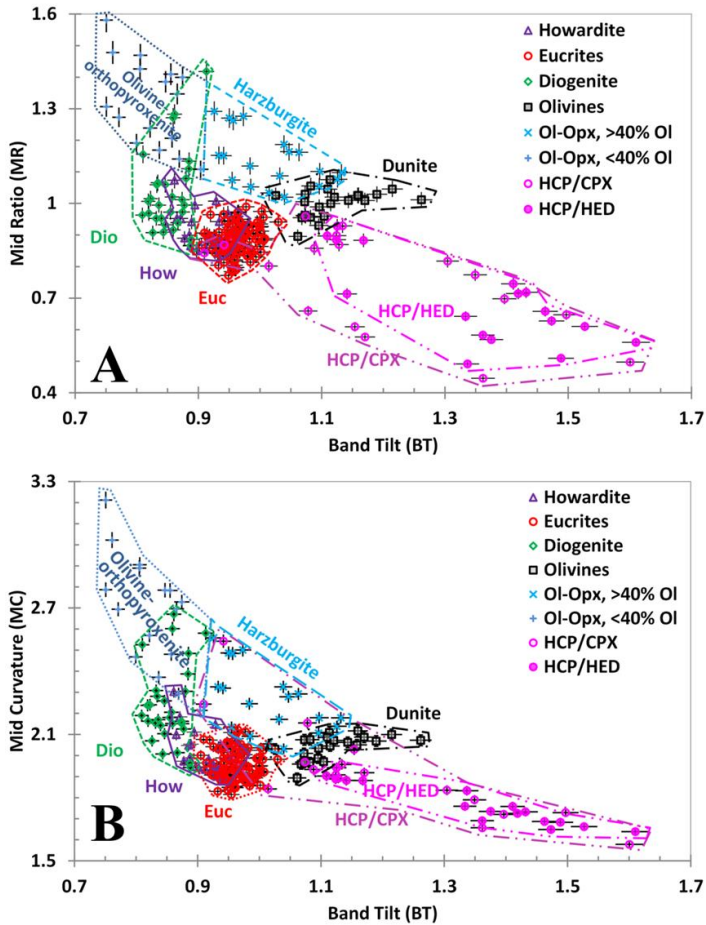 1.6
1.3
1.0
0.7
0.4
Mid Ratio (MR)
Howardite
Eucrites
Diogenite
Olivines
Ol-Opx, >40% Ol
Ol-Opx, <40% Ol
HCP/CPX
HCP/HED
Olivine-
orthopyroxenite
Harzburgite
Dunite
Dio
How
Euc
HCP/HED
HCP/CPX
A
0.7
0.9
1.1
1.3
1.5
1.7
Band Tilt (BT)
3.3
2.7
2.1
1.5
Mid Curvature (MC)
Howardite
Eucrites
Diogenite
Olivines
Ol-Opx, >40% Ol
Ol-Opx, <40% Ol
HCP/CPX
HCP/HED
Olivine-
orthopyroxenite
Harzburgite
Dunite
Dio
How
Euc
HCP/HED
HCP/CPX
B
0.7
0.9
1.1
1.3
1.5
1.7
Band Tilt (BT)